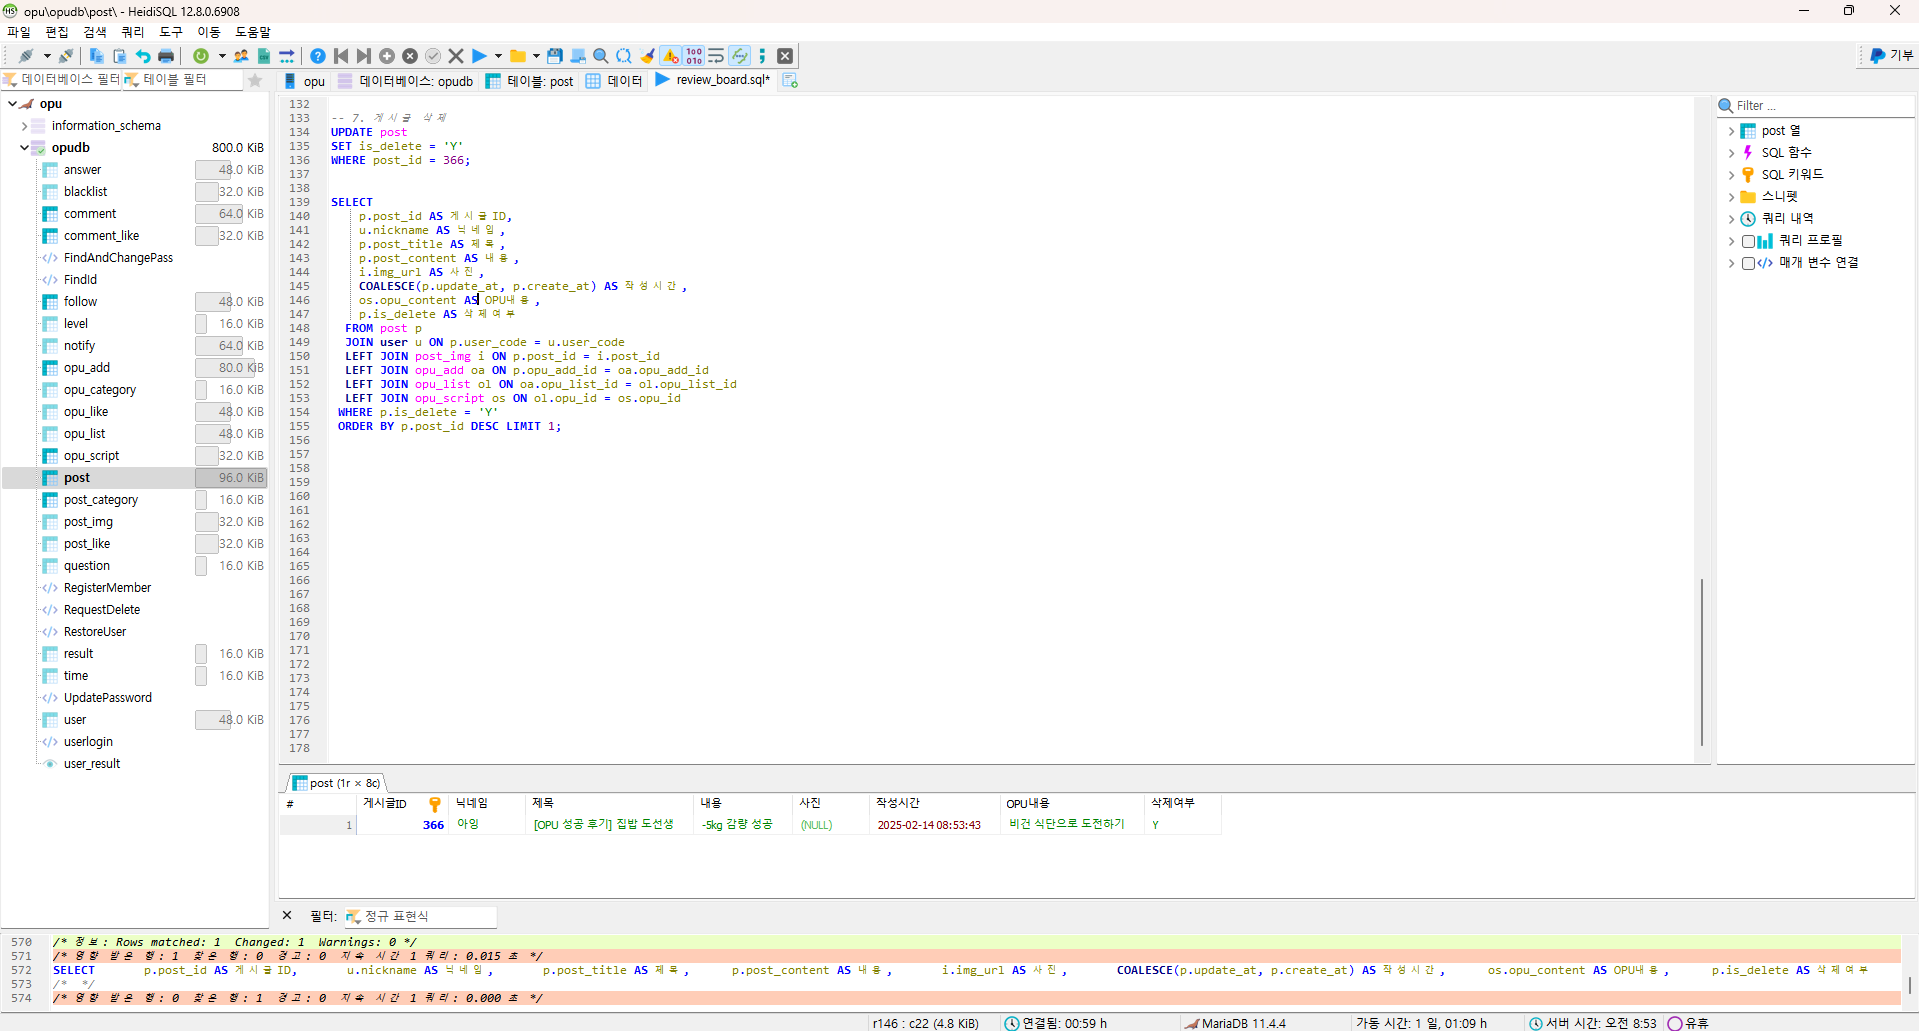 opu\opudb\post\ - HeidiSQL 12.8.0.6908
파일 편집 검색 쿼리 도구 이동 도움말
기부
데이터베이스 필터 테이블 필터
opu 데이터베이스: opudb 테이블: post 데이터 review_board.sql*
opu
information_schema
opudb 800.0 KiB
answer 48.0 KiB
blacklist 32.0 KiB
comment 64.0 KiB
comment_like 32.0 KiB
FindAndChangePass
FindId
follow 48.0 KiB
level 16.0 KiB
notify 64.0 KiB
opu_add 80.0 KiB
opu_category 16.0 KiB
opu_like 48.0 KiB
opu_list 48.0 KiB
opu_script 32.0 KiB
post 96.0 KiB
post_category 16.0 KiB
post_img 32.0 KiB
post_like 32.0 KiB
question 16.0 KiB
RegisterMember
RequestDelete
RestoreUser
result 16.0 KiB
time 16.0 KiB
UpdatePassword
user 48.0 KiB
userlogin
user_result
132
133 -- 7. 게시글 삭제
134 UPDATE post
135 SET is_delete = 'Y'
136 WHERE post_id = 366;
137
138
139 SELECT
140 p.post_id AS 게시글ID,
141 u.nickname AS 닉네임,
142 p.post_title AS 제목,
143 p.post_content AS 내용,
144 i.img_url AS 사진,
145 COALESCE(p.update_at, p.create_at) AS 작성시간,
146 os.opu_content AS OPU내용,
147 p.is_delete AS 삭제여부
148 FROM post p
149 JOIN user u ON p.user_code = u.user_code
150 LEFT JOIN post_img i ON p.post_id = i.post_id
151 LEFT JOIN opu_add oa ON p.opu_add_id = oa.opu_add_id
152 LEFT JOIN opu_list ol ON oa.opu_list_id = ol.opu_list_id
153 LEFT JOIN opu_script os ON ol.opu_id = os.opu_id
154 WHERE p.is_delete = 'Y'
155 ORDER BY p.post_id DESC LIMIT 1;
156
157
158
159
160
161
162
163
164
165
166
167
168
169
170
171
172
173
174
175
176
177
178
Filter ...
post 열
SQL 함수
SQL 키워드
스니펫
쿼리 내역
쿼리 프로필
매개 변수 연결
post (1r × 8c)
# 게시글ID 닉네임 제목 내용 사진 작성시간 OPU내용 삭제여부
1 366 아잉 [OPU 성공 후기] 집밥 도선생 -5kg 감량 성공 (NULL) 2025-02-14 08:53:43 비건 식단으로 도전하기 Y
필터: 정규 표현식
570 /* 정보: Rows matched: 1 Changed: 1 Warnings: 0 */
571 /* 영향 받은 행: 1 찾은 행: 0 경고: 0 지속 시간 1 쿼리: 0.015 초 */
572 SELECT p.post_id AS 게시글ID, u.nickname AS 닉네임, p.post_title AS 제목, p.post_content AS 내용, i.img_url AS 사진, COALESCE(p.update_at, p.create_at) AS 작성시간, os.opu_content AS OPU내용, p.is_delete AS 삭제여부
573 /* */
574 /* 영향 받은 행: 0 찾은 행: 1 경고: 0 지속 시간 1 쿼리: 0.000 초 */
r146 : c22 (4.8 KiB) 연결됨: 00:59 h MariaDB 11.4.4 가동 시간: 1 일, 01:09 h 서버 시간: 오전 8:53 유휴